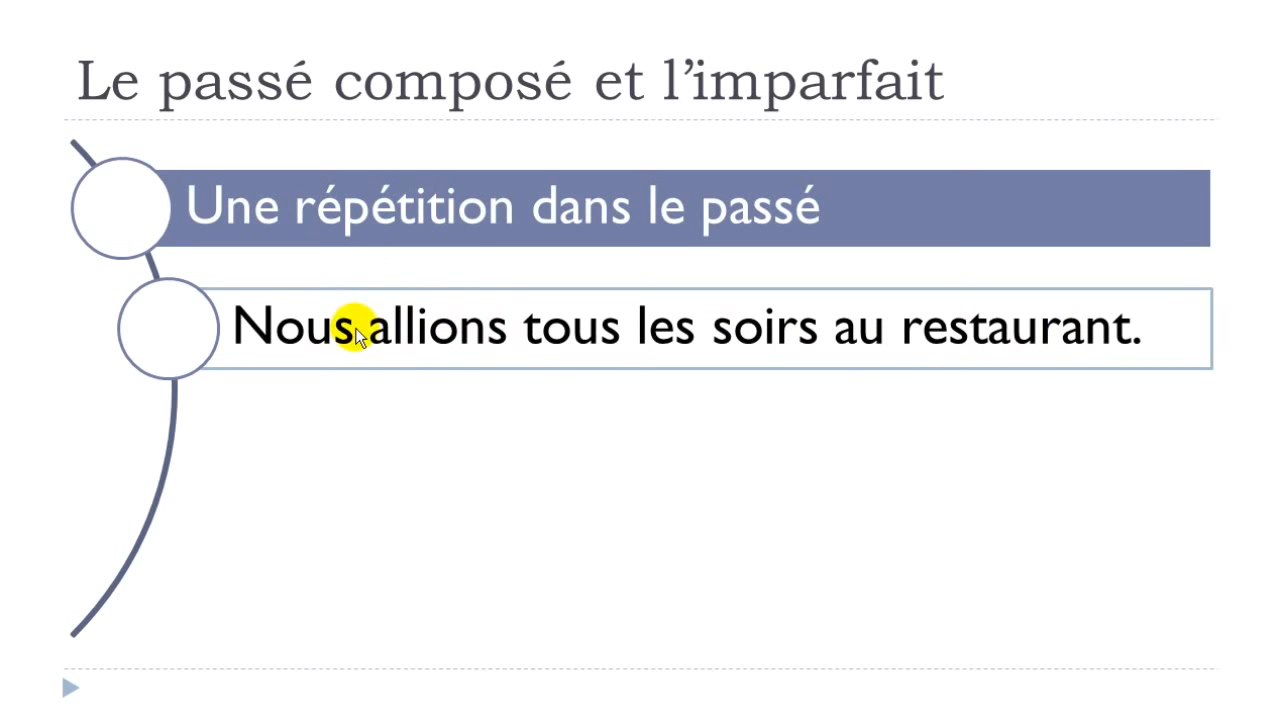 Le passé composé et l’imparfait
Une répétition dans le passé
Nous allions tous les soirs au restaurant.